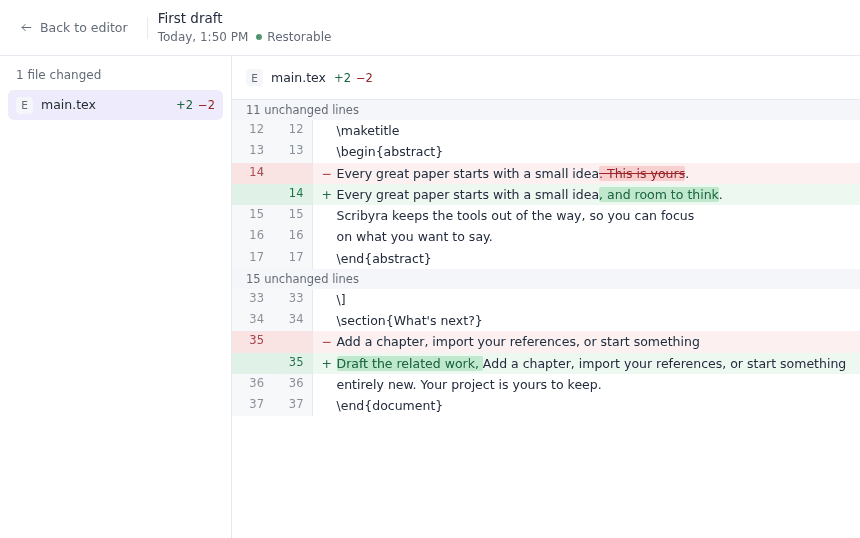 ← Back to editor
First draft
Today, 1:50 PM ● Restorable
1 file changed
E main.tex +2 −2
E main.tex +2 −2
11 unchanged lines
12 12 \maketitle
13 13 \begin{abstract}
14 − Every great paper starts with a small idea. This is yours.
14 + Every great paper starts with a small idea, and room to think.
15 15 Scribyra keeps the tools out of the way, so you can focus
16 16 on what you want to say.
17 17 \end{abstract}
15 unchanged lines
33 33 \]
34 34 \section{What's next?}
35 − Add a chapter, import your references, or start something
35 + Draft the related work, Add a chapter, import your references, or start something
36 36 entirely new. Your project is yours to keep.
37 37 \end{document}